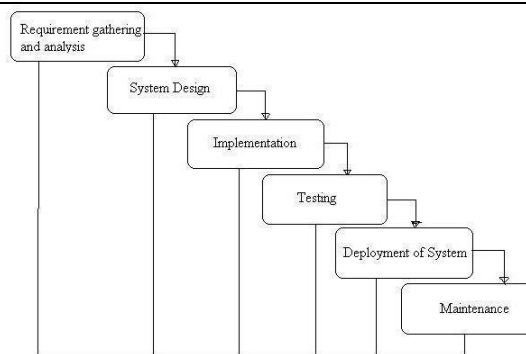 Requirement gathering
and analysis
System Design
Implementation
Testing
Deployment of System
Maintenance